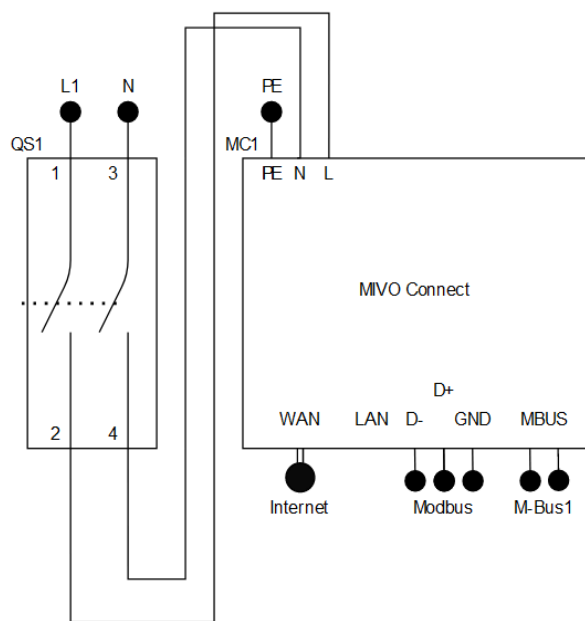 L1 N PE
QS1 MC1
1 3 PE N L
MIVO Connect
D+
WAN LAN D- GND MBUS
2 4
Internet Modbus M-Bus1